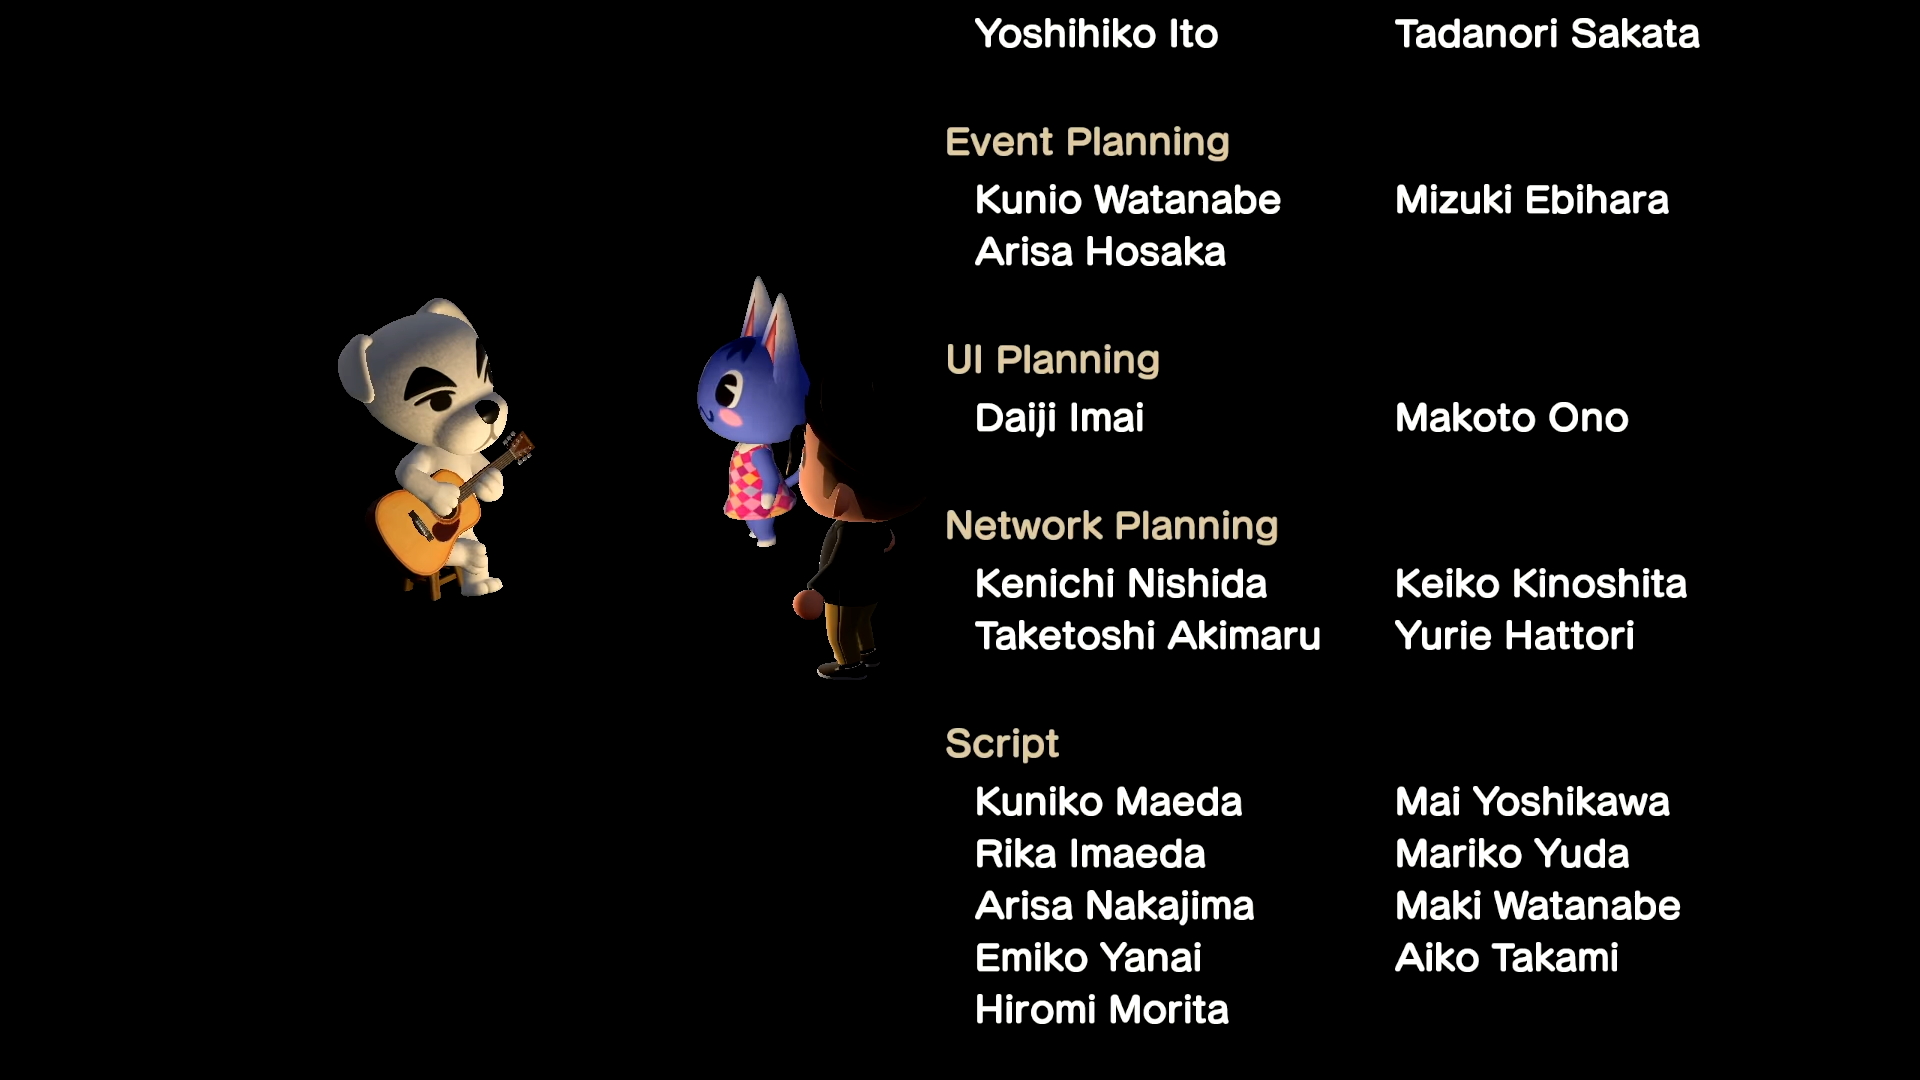 Yoshihiko Ito Tadanori Sakata
Event Planning
Kunio Watanabe Mizuki Ebihara
Arisa Hosaka
UI Planning
Daiji Imai Makoto Ono
Network Planning
Kenichi Nishida Keiko Kinoshita
Taketoshi Akimaru Yurie Hattori
Script
Kuniko Maeda Mai Yoshikawa
Rika Imaeda Mariko Yuda
Arisa Nakajima Maki Watanabe
Emiko Yanai Aiko Takami
Hiromi Morita